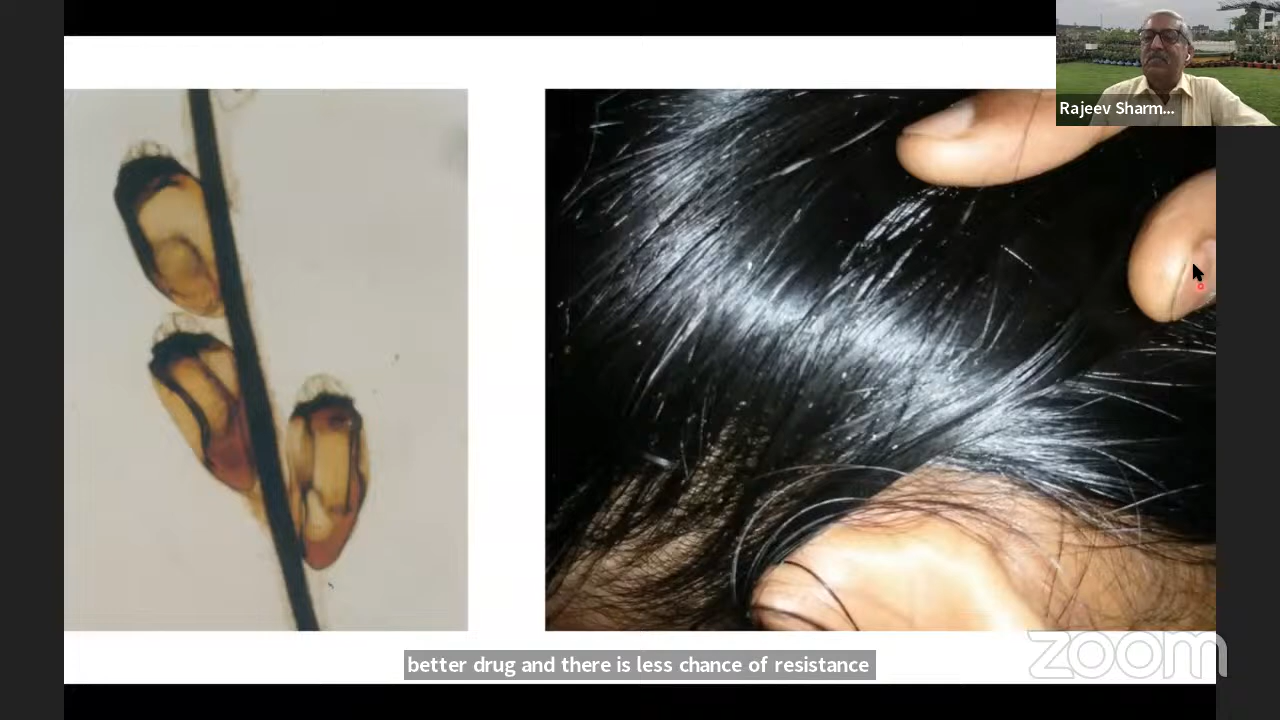 Rajeev Sharm...
better drug and there is less chance of resistance
zoom